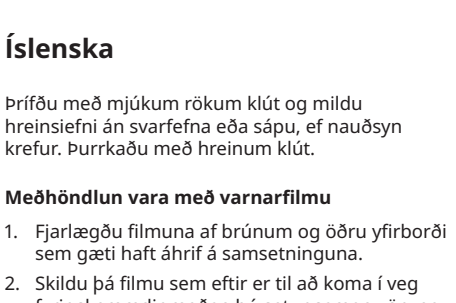 Íslenska
Þrífðu með mjúkum rökum klút og mildu
hreinsiefni án svarfefna eða sápu, ef nauðsyn
krefur. Þurrkaðu með hreinum klút.
Meðhöndlun vara með varnarfilmu
1. Fjarlægðu filmuna af brúnum og öðru yfirborði
sem gæti haft áhrif á samsetninguna.
2. Skildu þá filmu sem eftir er til að koma í veg